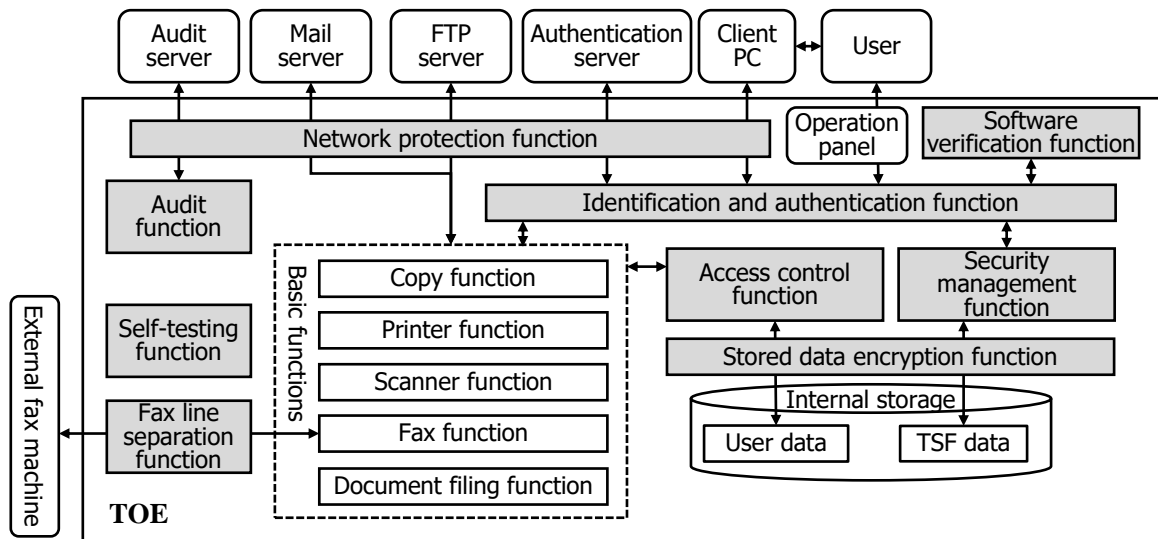 Audit
server
Mail
server
FTP
server
Authentication
server
Client
PC
User
Network protection function
Operation
panel
Software
verification function
Audit
function
Identification and authentication function
Basic functions
Copy function
Printer function
Scanner function
Fax function
Document filing function
Access control
function
Security
management
function
Self-testing
function
Stored data encryption function
Internal storage
User data
TSF data
External fax machine
Fax line
separation
function
TOE